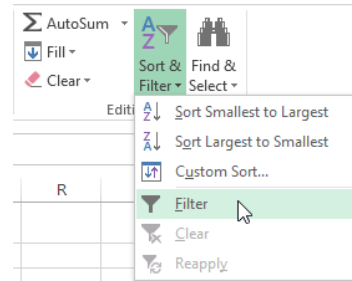 AutoSum
Fill
Clear
Sort & Filter
Find & Select
Editi
Sort Smallest to Largest
Sort Largest to Smallest
Custom Sort...
Filter
Clear
Reapply
R